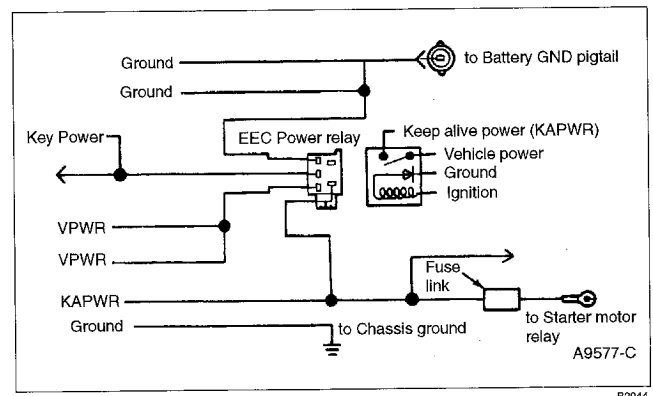 Ground
to Battery GND pigtail
Ground
Key Power
EEC Power relay
Keep alive power (KAPWR)
Vehicle power
Ground
Ignition
VPWR
VPWR
Fuse
link
KAPWR
Ground
to Chassis ground
to Starter motor
relay
A9577-C
B2944